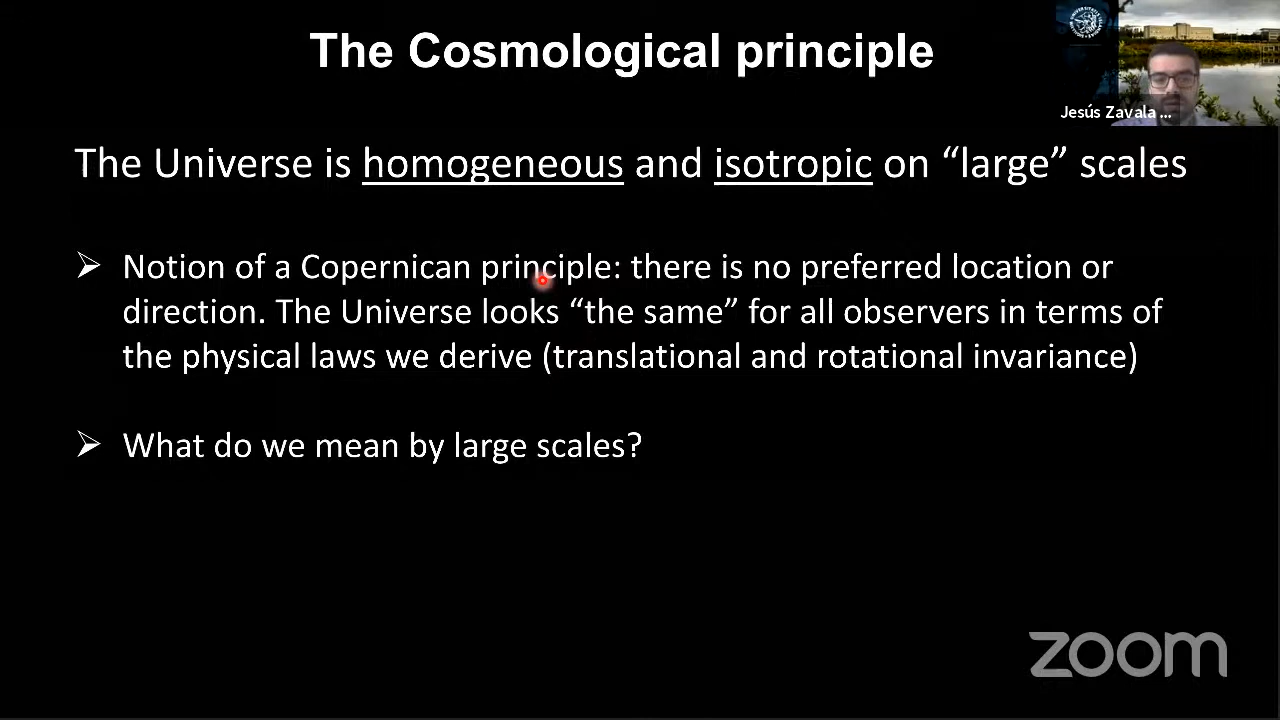 The Cosmological principle
Jesús Zavala ...
The Universe is homogeneous and isotropic on “large” scales
➢ Notion of a Copernican principle: there is no preferred location or
direction. The Universe looks “the same” for all observers in terms of
the physical laws we derive (translational and rotational invariance)
➢ What do we mean by large scales?
zoom